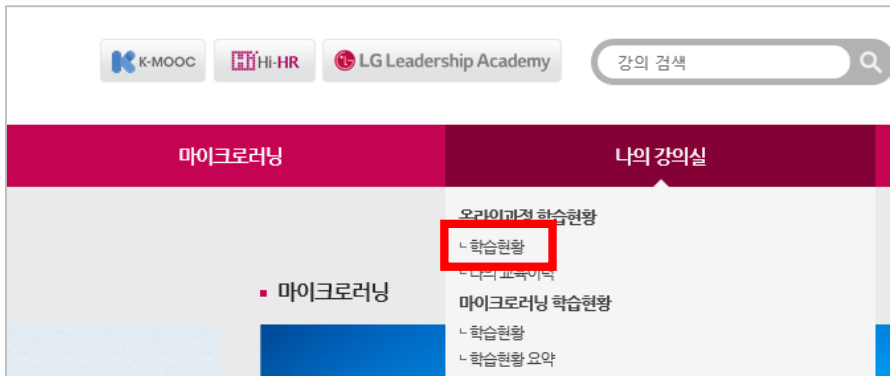 K-MOOC Hi-HR LG Leadership Academy 강의 검색
마이크로러닝 나의 강의실
온라인과정 학습현황
ㄴ 학습현황
ㄴ 나의 교육이력
마이크로러닝
마이크로러닝 학습현황
ㄴ 학습현황
ㄴ 학습현황 요약